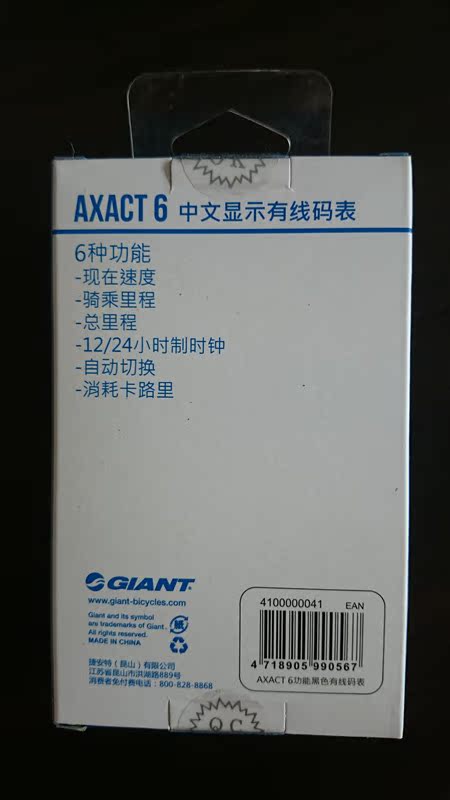 QC
AXACT 6 中文显示有线码表
6种功能
-现在速度
-骑乘里程
-总里程
-12/24小时制时钟
-自动切换
-消耗卡路里
GIANT
www.giant-bicycles.com
Giant and its symbol
are trademarks of Giant.
All rights reserved.
MADE IN CHINA
捷安特（昆山）有限公司
江苏省昆山市洪湖路889号
消费者免付费电话：800-828-8868
4100000041 EAN
4 718905 990567
AXACT 6功能黑色有线码表
QC